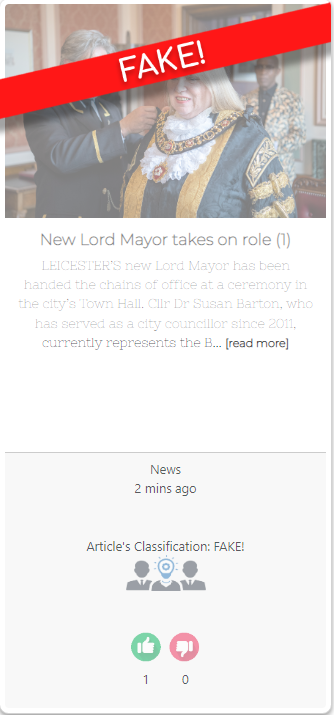 FAKE!
New Lord Mayor takes on role (1)
LEICESTER'S new Lord Mayor has been
handed the chains of office at a ceremony in
the city's Town Hall. Cllr Dr Susan Barton, who
has served as a city councillor since 2011,
currently represents the B... [read more]
News
2 mins ago
Article's Classification: FAKE!
1 0